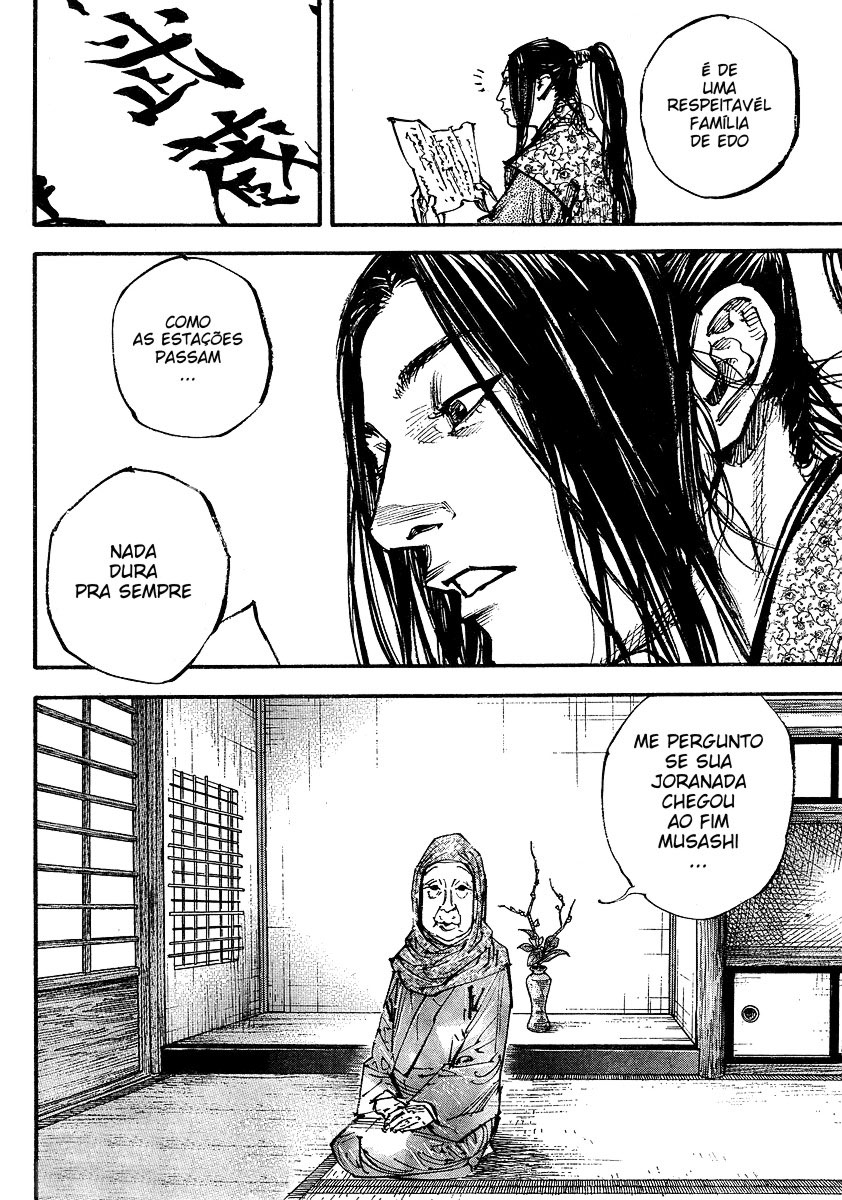 É DE
UMA
RESPEITAVÉL
FAMÍLIA
DE EDO
COMO
AS ESTAÇÕES
PASSAM
...
NADA
DURA
PRA SEMPRE
ME PERGUNTO
SE SUA
JORANADA
CHEGOU
AO FIM
MUSASHI
...